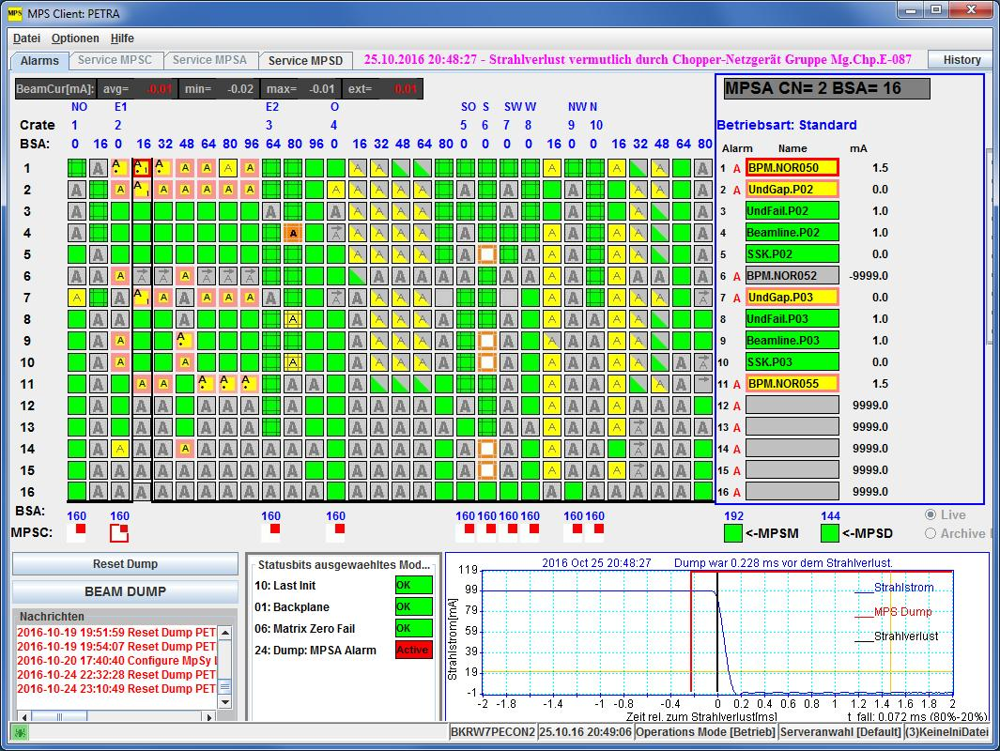 MPS MPS Client: PETRA
Datei Optionen Hilfe
Alarms Service MPSC Service MPSA Service MPSD 25.10.2016 20:48:27 - Strahlverlust vermutlich durch Chopper-Netzgerät Gruppe Mg.Chp.E-087 History
BeamCur[mA]: avg= -0.01 min= -0.02 max= -0.01 ext= 0.01
MPSA CN= 2 BSA= 16
NO E1 E2 O SO S SW W NW N
Crate 1 2 3 4 5 6 7 8 9 10
Betriebsart: Standard
BSA: 0 16 0 16 32 48 64 80 96 64 80 96 0 16 32 48 64 80 0 0 0 0 16 0 0 16 32 48 64 80
Alarm Name mA
1 A BPM.NOR050 1.5
2 A UndGap.P02 0.0
3 UndFail.P02 1.0
4 Beamline.P02 1.0
5 SSK.P02 0.0
6 A BPM.NOR052 -9999.0
7 A UndGap.P03 0.0
8 UndFail.P03 1.0
9 Beamline.P03 1.0
10 SSK.P03 0.0
11 A BPM.NOR055 1.5
12 A 9999.0
13 A 9999.0
14 A 9999.0
15 A 9999.0
16 A 9999.0
1
2
3
4
5
6
7
8
9
10
11
12
13
14
15
16
BSA: 160 160 160 160 160 160 160 160 160 160 192 144
MPSC: <-MPSM <-MPSD
Live
Archive
Reset Dump
BEAM DUMP
Nachrichten
2016-10-19 19:51:59 Reset Dump PET
2016-10-19 19:54:07 Reset Dump PET
2016-10-20 17:40:40 Configure MpSy
2016-10-24 22:32:28 Reset Dump PET
2016-10-24 23:10:49 Reset Dump PET
Statusbits ausgewaehltes Mod...
10: Last Init OK
01: Backplane OK
06: Matrix Zero Fail OK
24: Dump: MPSA Alarm Active
2016 Oct 25 20:48:27 Dump war 0.228 ms vor dem Strahlverlust.
Strahlstrom[mA]
119
99
79
59
39
19
-1
Strahlstrom
MPS Dump
Strahlverlust
-2 -1.8 -1.4 -1 -0.8 -0.4 0 0.2 0.4 0.6 0.8 1 1.2 1.4 1.6 1.8 2
Zeit rel. zum Strahlverlust[ms] t_fall: 0.072 ms (80%-20%)
BKRW7PECON2 25.10.16 20:49:06 Operations Mode [Betrieb] Serveranwahl [Default] (3)KeineIniDatei